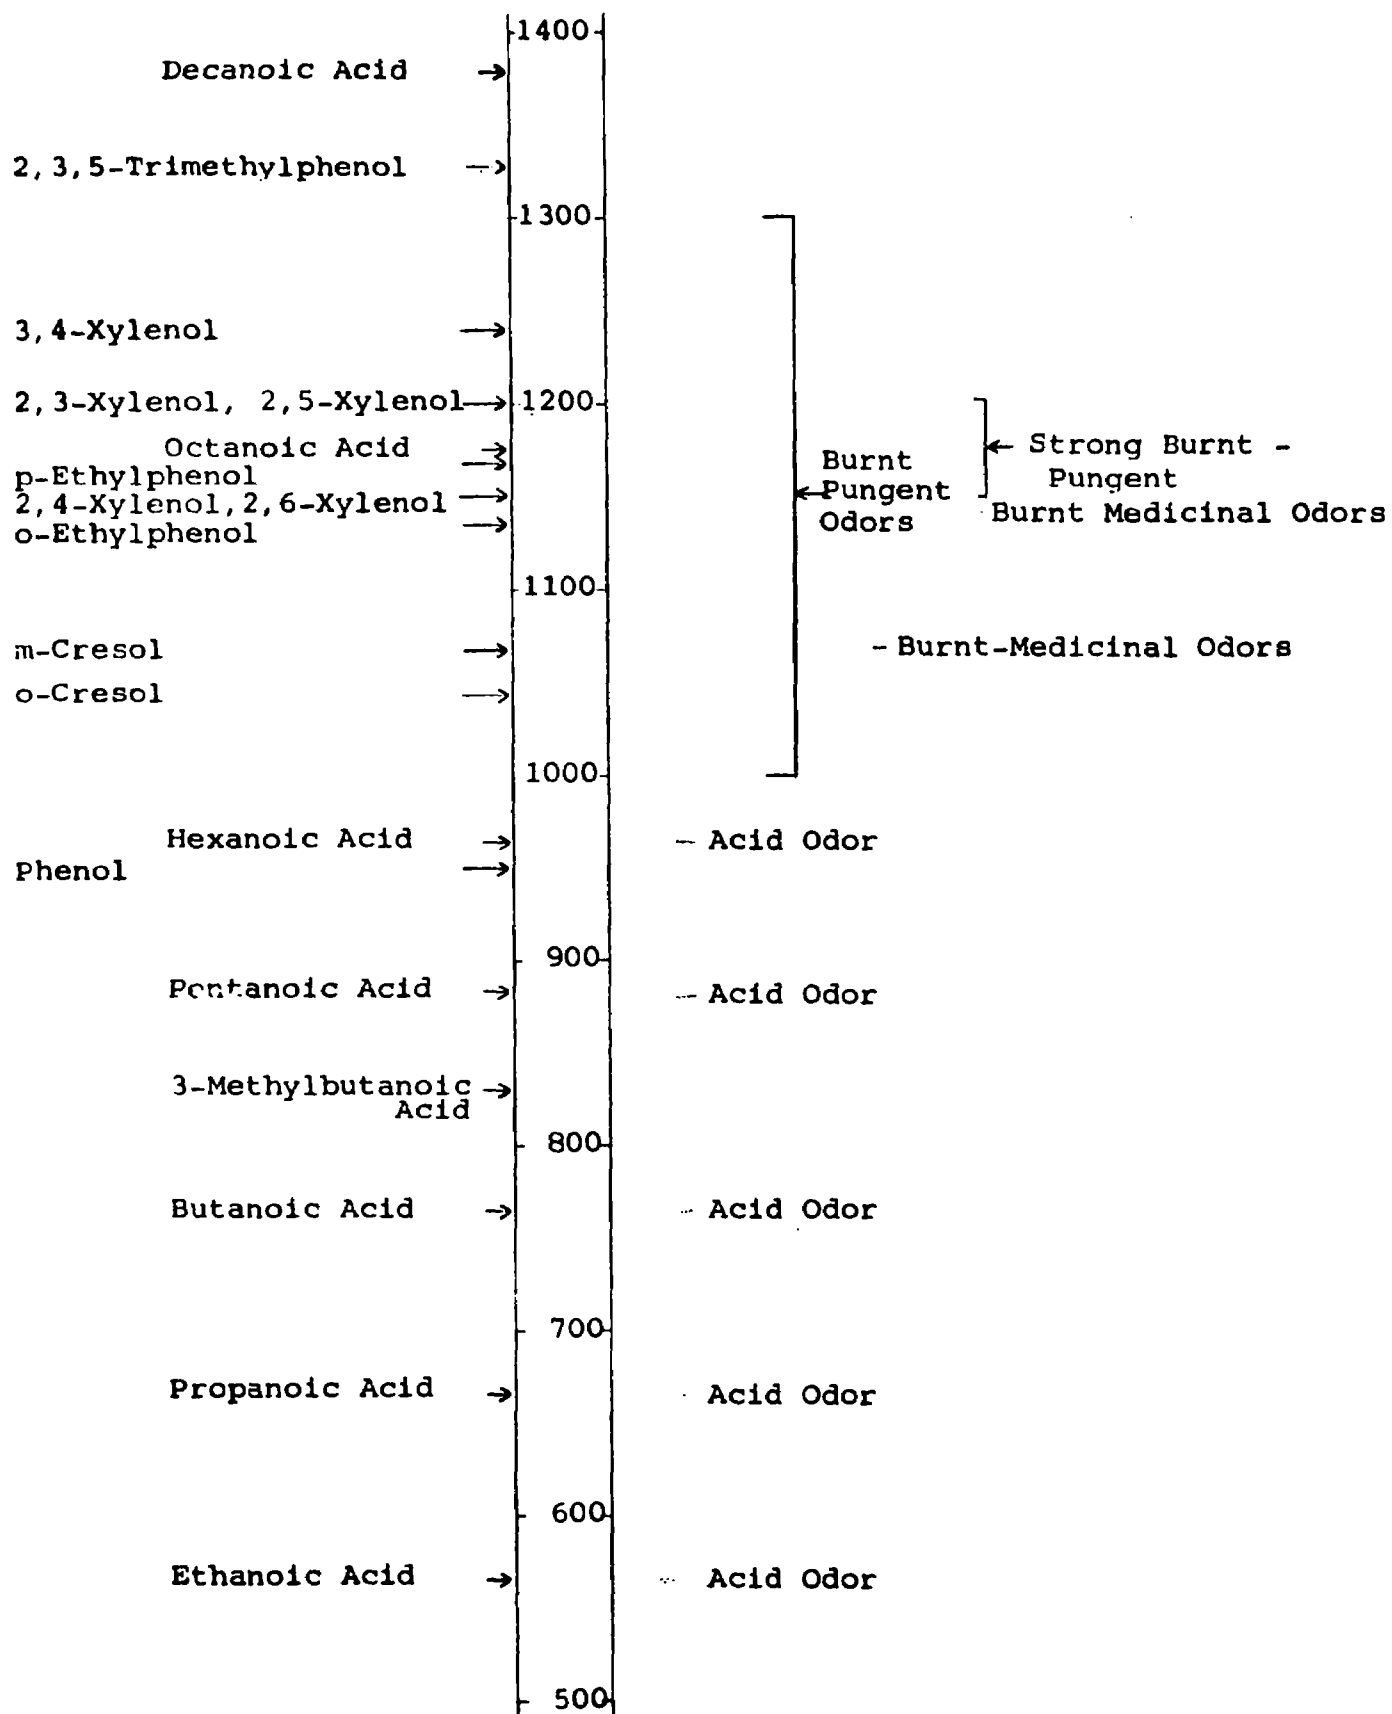 1400
Decanoic Acid
2,3,5-Trimethylphenol
1300
3,4-Xylenol
2,3-Xylenol, 2,5-Xylenol
1200
Octanoic Acid
Strong Burnt -
Burnt
p-Ethylphenol
Pungent
Pungent
2,4-Xylenol,2,6-Xylenol
Burnt Medicinal Odors
Odors
o-Ethylphenol
1100
m-Cresol
Burnt-Medicinal Odors
o-Cresol
1000
Hexanoic Acid
Acid Odor
Phenol
900
Pentanoic Acid
Acid Odor
3-Methylbutanoic
Acid
800
Butanoic Acid
Acid Odor
700
Propanoic Acid
Acid Odor
600
Ethanoic Acid
Acid Odor
500